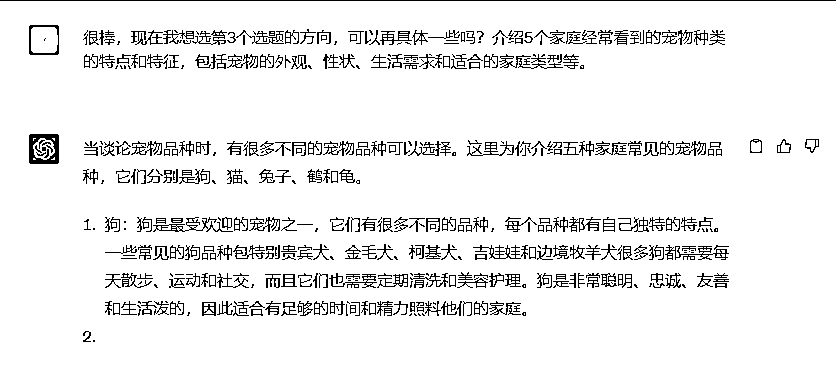 很棒，现在我想选第3个选题的方向，可以再具体一些吗？介绍5个家庭经常看到的宠物种类
的特点和特征，包括宠物的外观、性状、生活需求和适合的家庭类型等。
当谈论宠物品种时，有很多不同的宠物品种可以选择。这里为你介绍五种家庭常见的宠物品
种，它们分别是狗、猫、兔子、鹤和龟。
1. 狗：狗是最受欢迎的宠物之一，它们有很多不同的品种，每个品种都有自己独特的特点。
一些常见的狗品种包特别贵宾犬、金毛犬、柯基犬、吉娃娃和边境牧羊犬很多狗都需要每
天散步、运动和社交，而且它们也需要定期清洗和美容护理。狗是非常聪明、忠诚、友善
和生活泼的，因此适合有足够的时间和精力照料他们的家庭。
2.